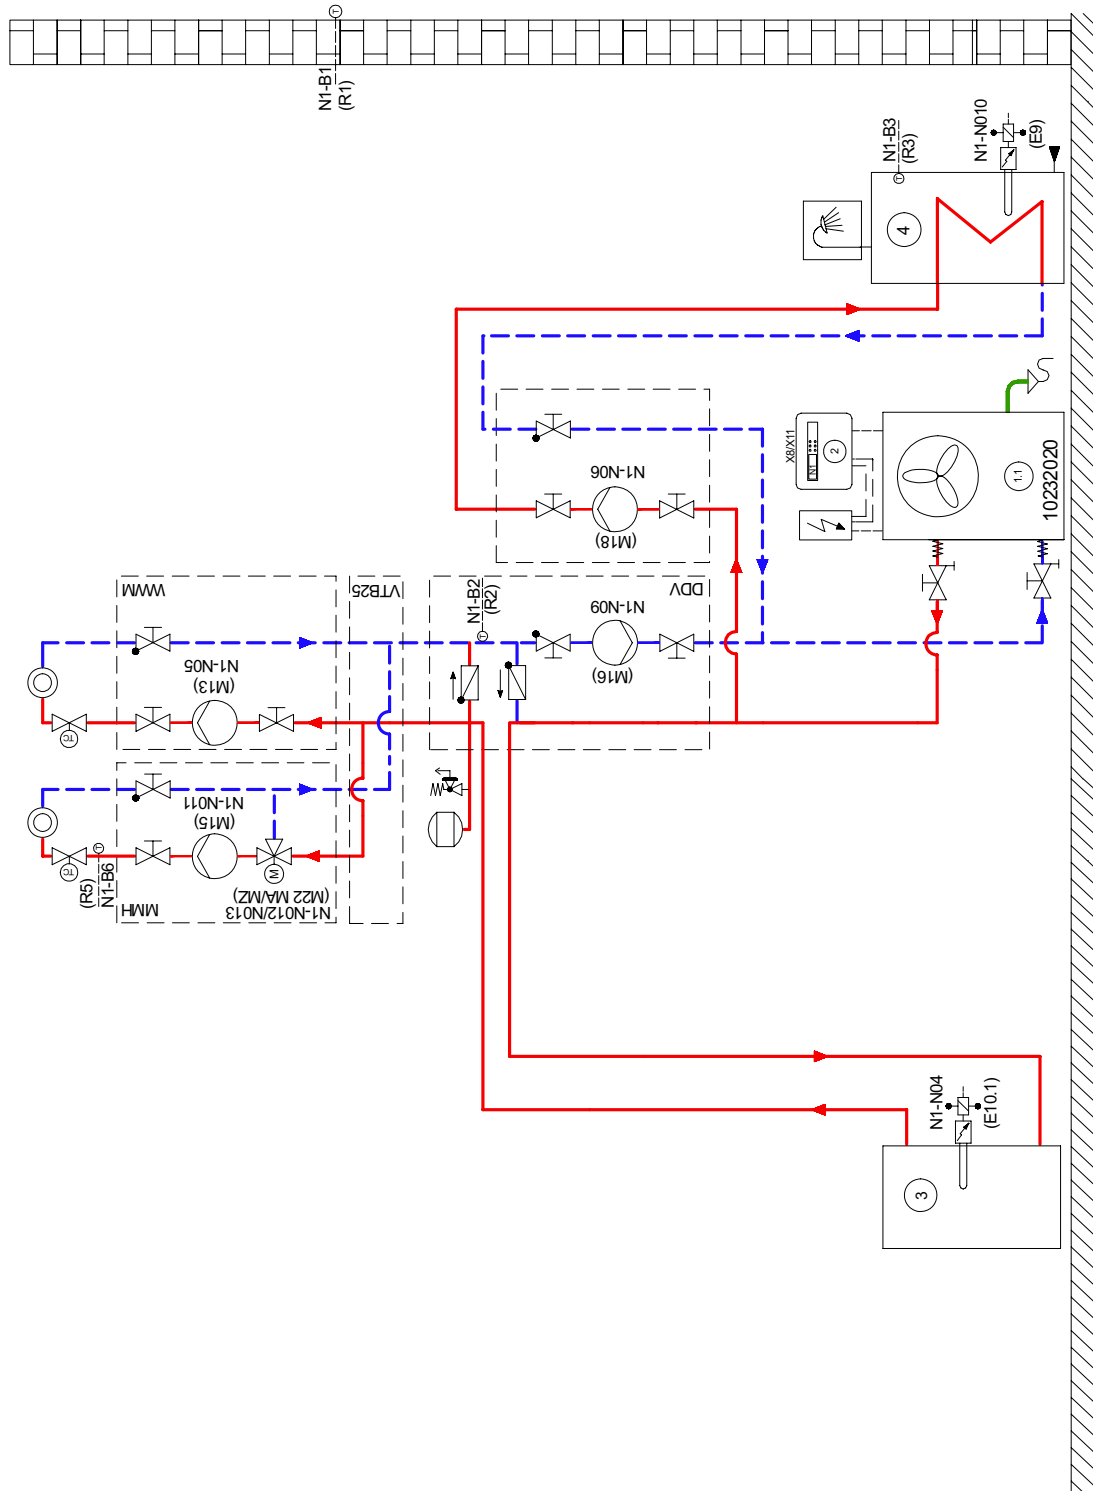 N1-B1
(R1)
N1-B3
(R3)
N1-N010
(E9)
4
X8/X11
N1
2
1.1
10232020
N1-N06
(M18)
WWM
VTB25
N1-B2
(R2)
DDV
N1-N09
(M16)
N1-N05
(M13)
N1-N011
(M15)
(R5)
N1-B6
MMH
N1-N012/N013
(M22 MA/MZ)
M
T
T
T
T
N1-N04
(E10.1)
3